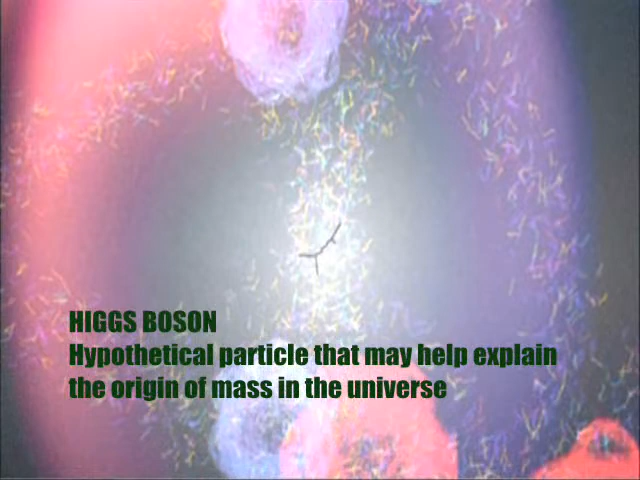 HIGGS BOSON
Hypothetical particle that may help explain
the origin of mass in the universe